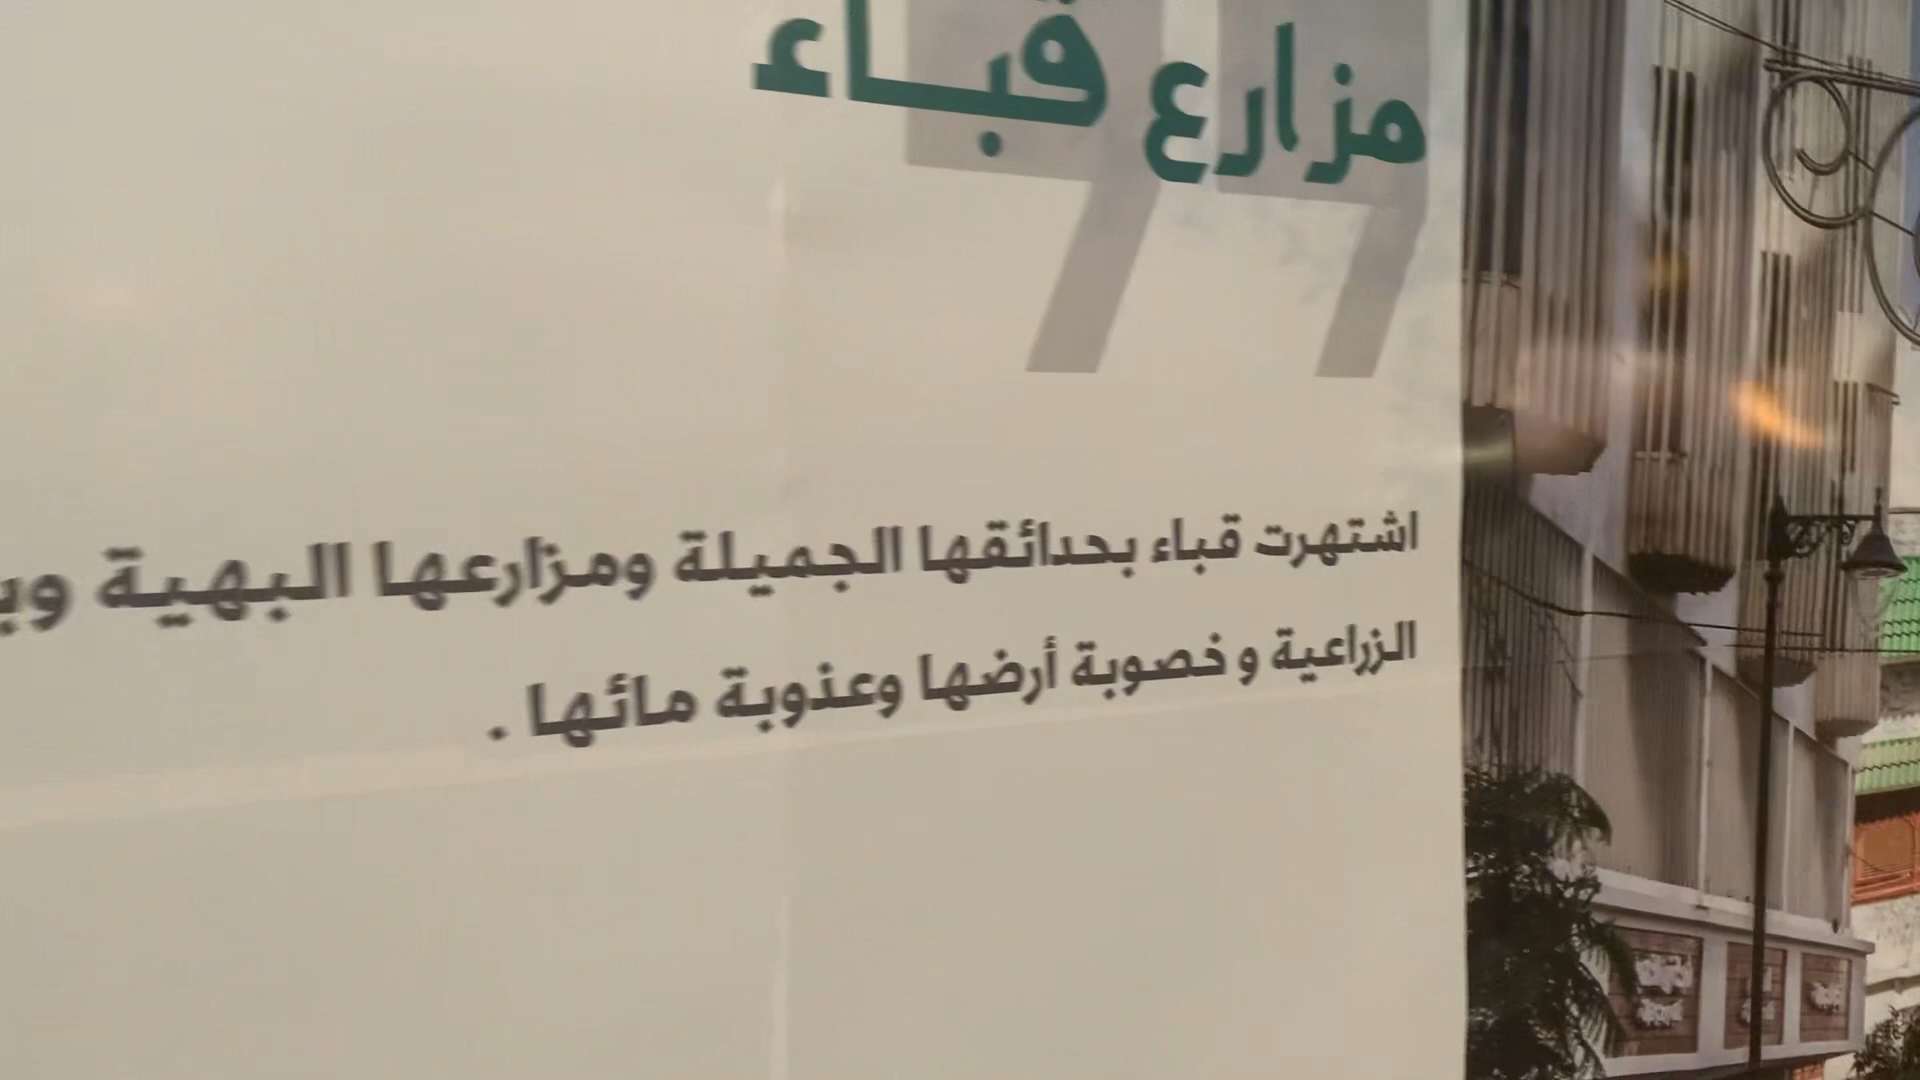 مزارع قباء
اشتهرت قباء بحدائقها الجميلة ومزارعها البهية
الزراعية و خصوبة أرضها وعذوبة مائها .